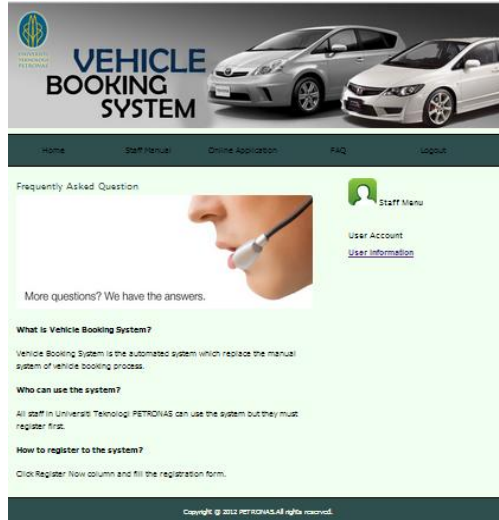 UNIVERSITI
TEKNOLOGI
PETRONAS
VEHICLE
BOOKING
SYSTEM
Home Staff Manual Online Application FAQ Logout
Frequently Asked Question
Staff Menu
User Account
User Information
More questions? We have the answers.
What is Vehicle Booking System?
Vehicle Booking System is the automated system which replace the manual
system of vehicle booking process.
Who can use the system?
All staff in Universiti Teknologi PETRONAS can use the system but they must
register first.
How to register to the system?
Click Register Now column and fill the registration form.
Copyright @ 2012 PETRONAS.All rights reserved.